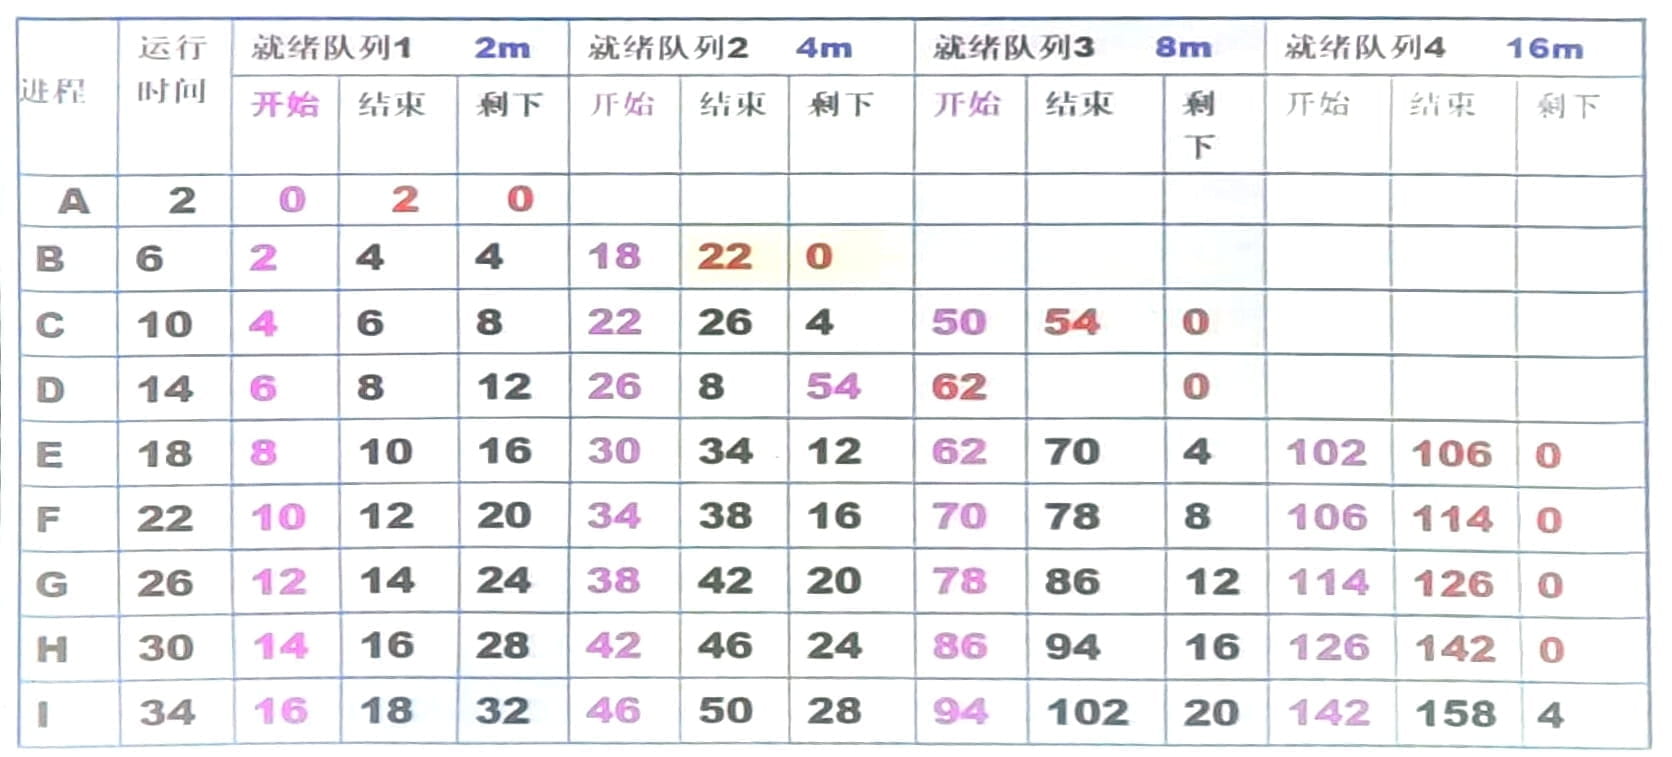 进程 运行时间 就绪队列1 2m 就绪队列2 4m 就绪队列3 8m 就绪队列4 16m
开始 结束 剩下 开始 结束 剩下 开始 结束 剩下 开始 结束 剩下
A 2 0 2 0
B 6 2 4 4 18 22 0
C 10 4 6 8 22 26 4 50 54 0
D 14 6 8 12 26 8 54 62 0
E 18 8 10 16 30 34 12 62 70 4 102 106 0
F 22 10 12 20 34 38 16 70 78 8 106 114 0
G 26 12 14 24 38 42 20 78 86 12 114 126 0
H 30 14 16 28 42 46 24 86 94 16 126 142 0
I 34 16 18 32 46 50 28 94 102 20 142 158 4